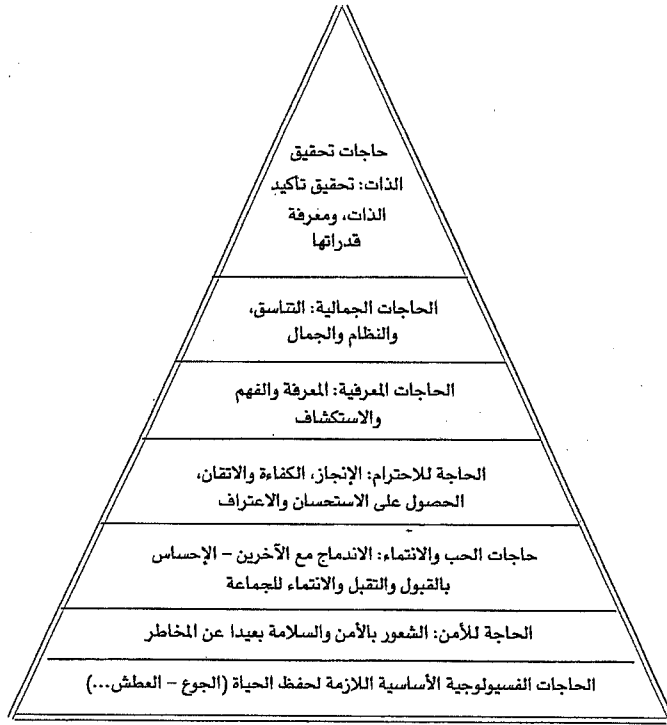 حاجات تحقيق
الذات: تحقيق تأكيد
الذات، ومعرفة
قدراتها
الحاجات الجمالية: التناسق،
والنظام والجمال
الحاجات المعرفية: المعرفة والفهم
والاستكشاف
الحاجة للاحترام: الإنجاز، الكفاءة والاتقان،
الحصول على الاستحسان والاعتراف
حاجات الحب والانتماء: الاندماج مع الآخرين – الإحساس
بالقبول والتقبل والانتماء للجماعة
الحاجة للأمن: الشعور بالأمن والسلامة بعيدا عن المخاطر
الحاجات الفسيولوجية الأساسية اللازمة لحفظ الحياة (الجوع – العطش...)